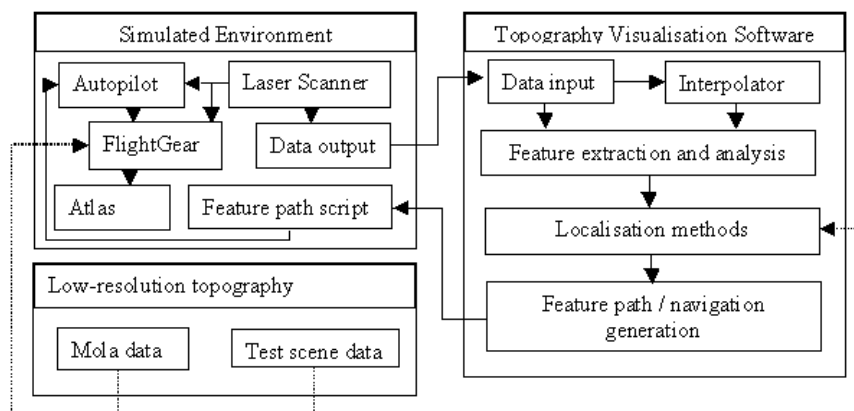 Simulated Environment
Autopilot
Laser Scanner
FlightGear
Data output
Atlas
Feature path script
Low-resolution topography
Mola data
Test scene data
Topography Visualisation Software
Data input
Interpolator
Feature extraction and analysis
Localisation methods
Feature path / navigation
generation